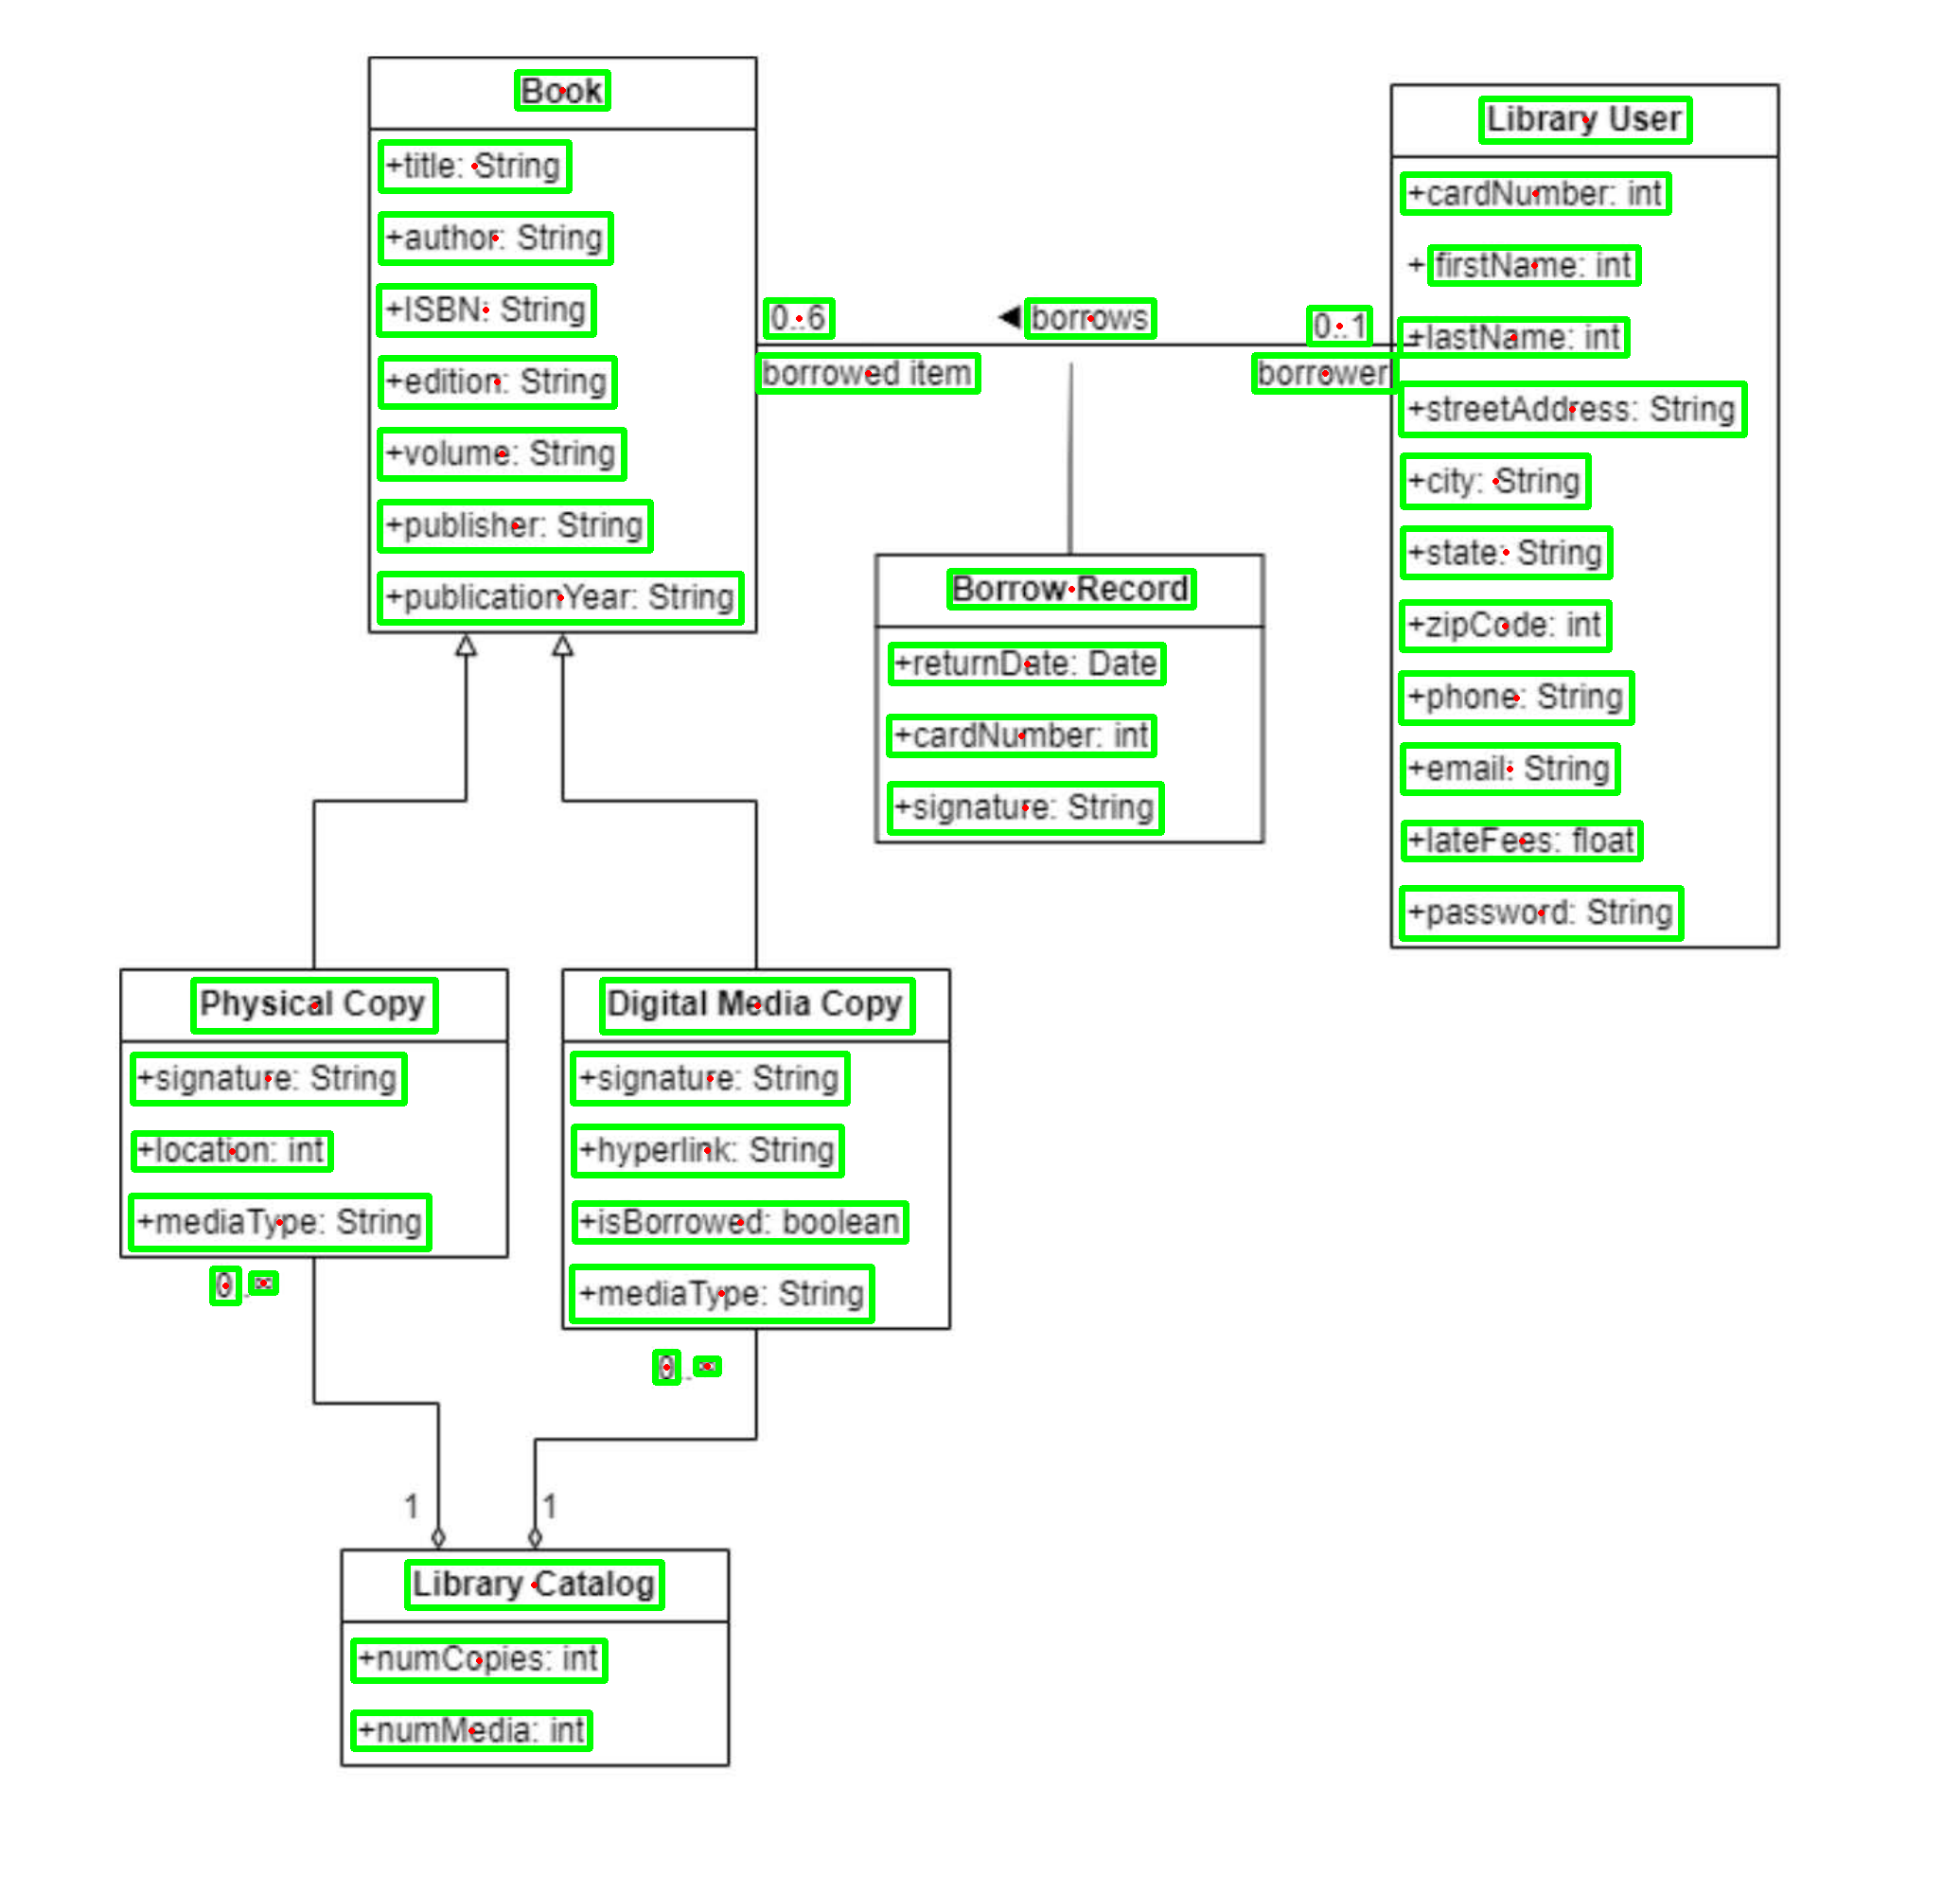 Book
+title: String
+author: String
+ISBN: String
+edition: String
+volume: String
+publisher: String
+publicationYear: String
0..6
borrowed item
borrows
0..1
borrower
Library User
+cardNumber: int
+ firstName: int
+lastName: int
+streetAddress: String
+city: String
+state: String
+zipCode: int
+phone: String
+email: String
+lateFees: float
+password: String
Borrow Record
+returnDate: Date
+cardNumber: int
+signature: String
Physical Copy
+signature: String
+location: int
+mediaType: String
0..∞
Digital Media Copy
+signature: String
+hyperlink: String
+isBorrowed: boolean
+mediaType: String
0..∞
1
1
Library Catalog
+numCopies: int
+numMedia: int